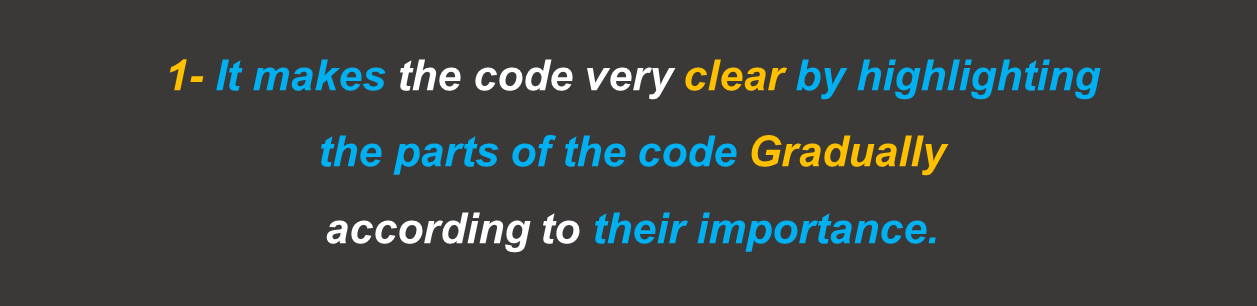 1- It makes the code very clear by highlighting
the parts of the code Gradually
according to their importance.